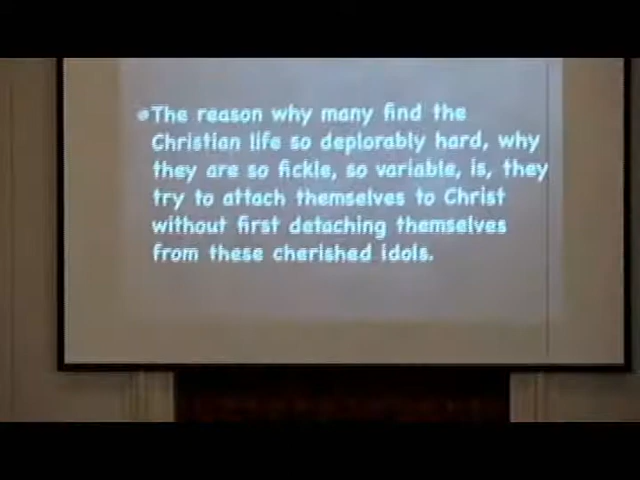 The reason why many find the
Christian life so deplorably hard, why
they are so fickle, so variable, is, they
try to attach themselves to Christ
without first detaching themselves
from these cherished idols.